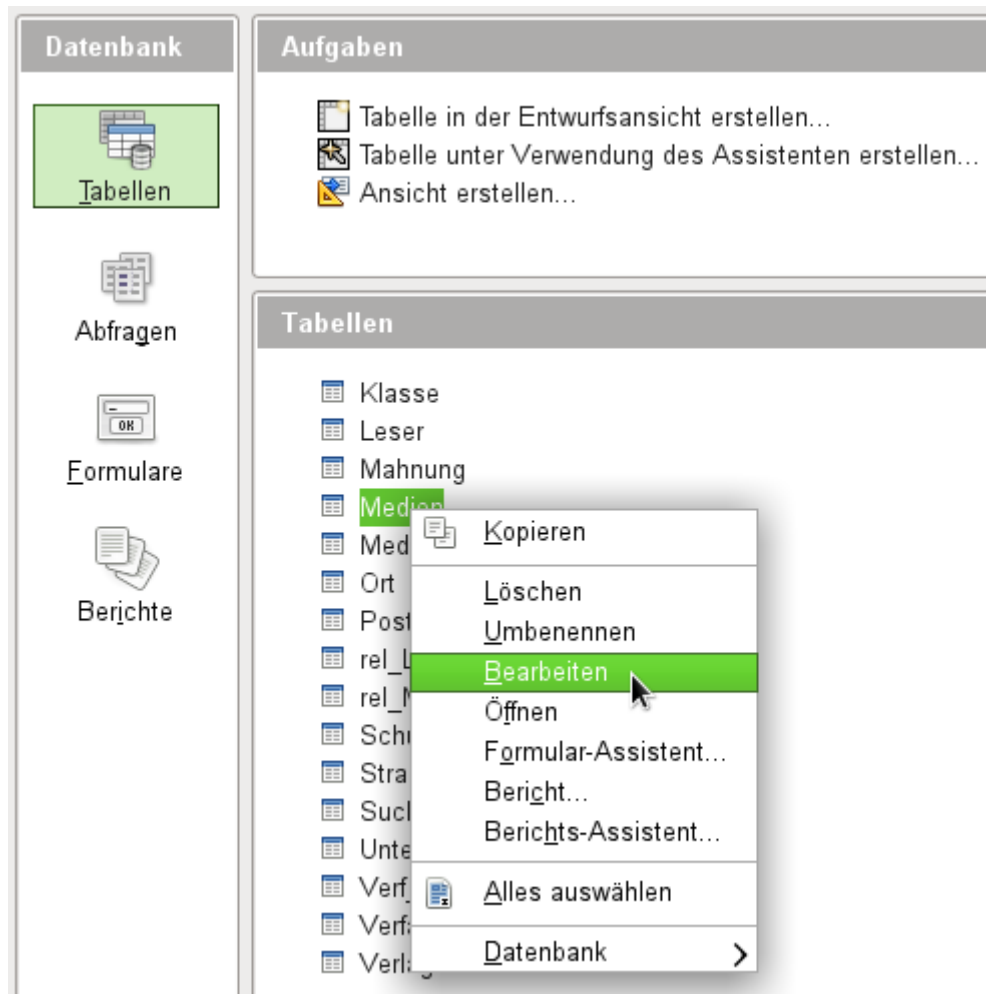 Datenbank
Tabellen
Abfragen
Formulare
Berichte
Aufgaben
Tabelle in der Entwurfsansicht erstellen...
Tabelle unter Verwendung des Assistenten erstellen...
Ansicht erstellen...
Tabellen
Klasse
Leser
Mahnung
Medien
Ort
Kopieren
Löschen
Umbenennen
Bearbeiten
Öffnen
Formular-Assistent...
Bericht...
Berichts-Assistent...
Alles auswählen
Datenbank